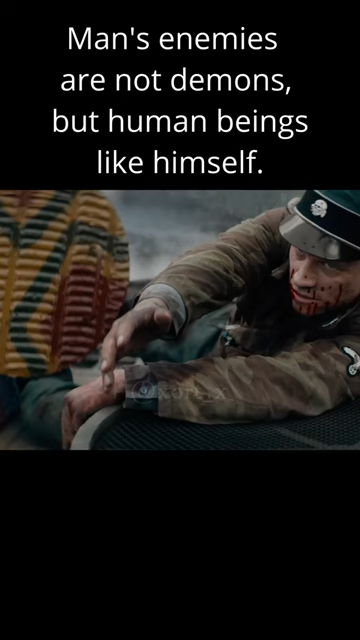 Man's enemies
are not demons,
but human beings
like himself.